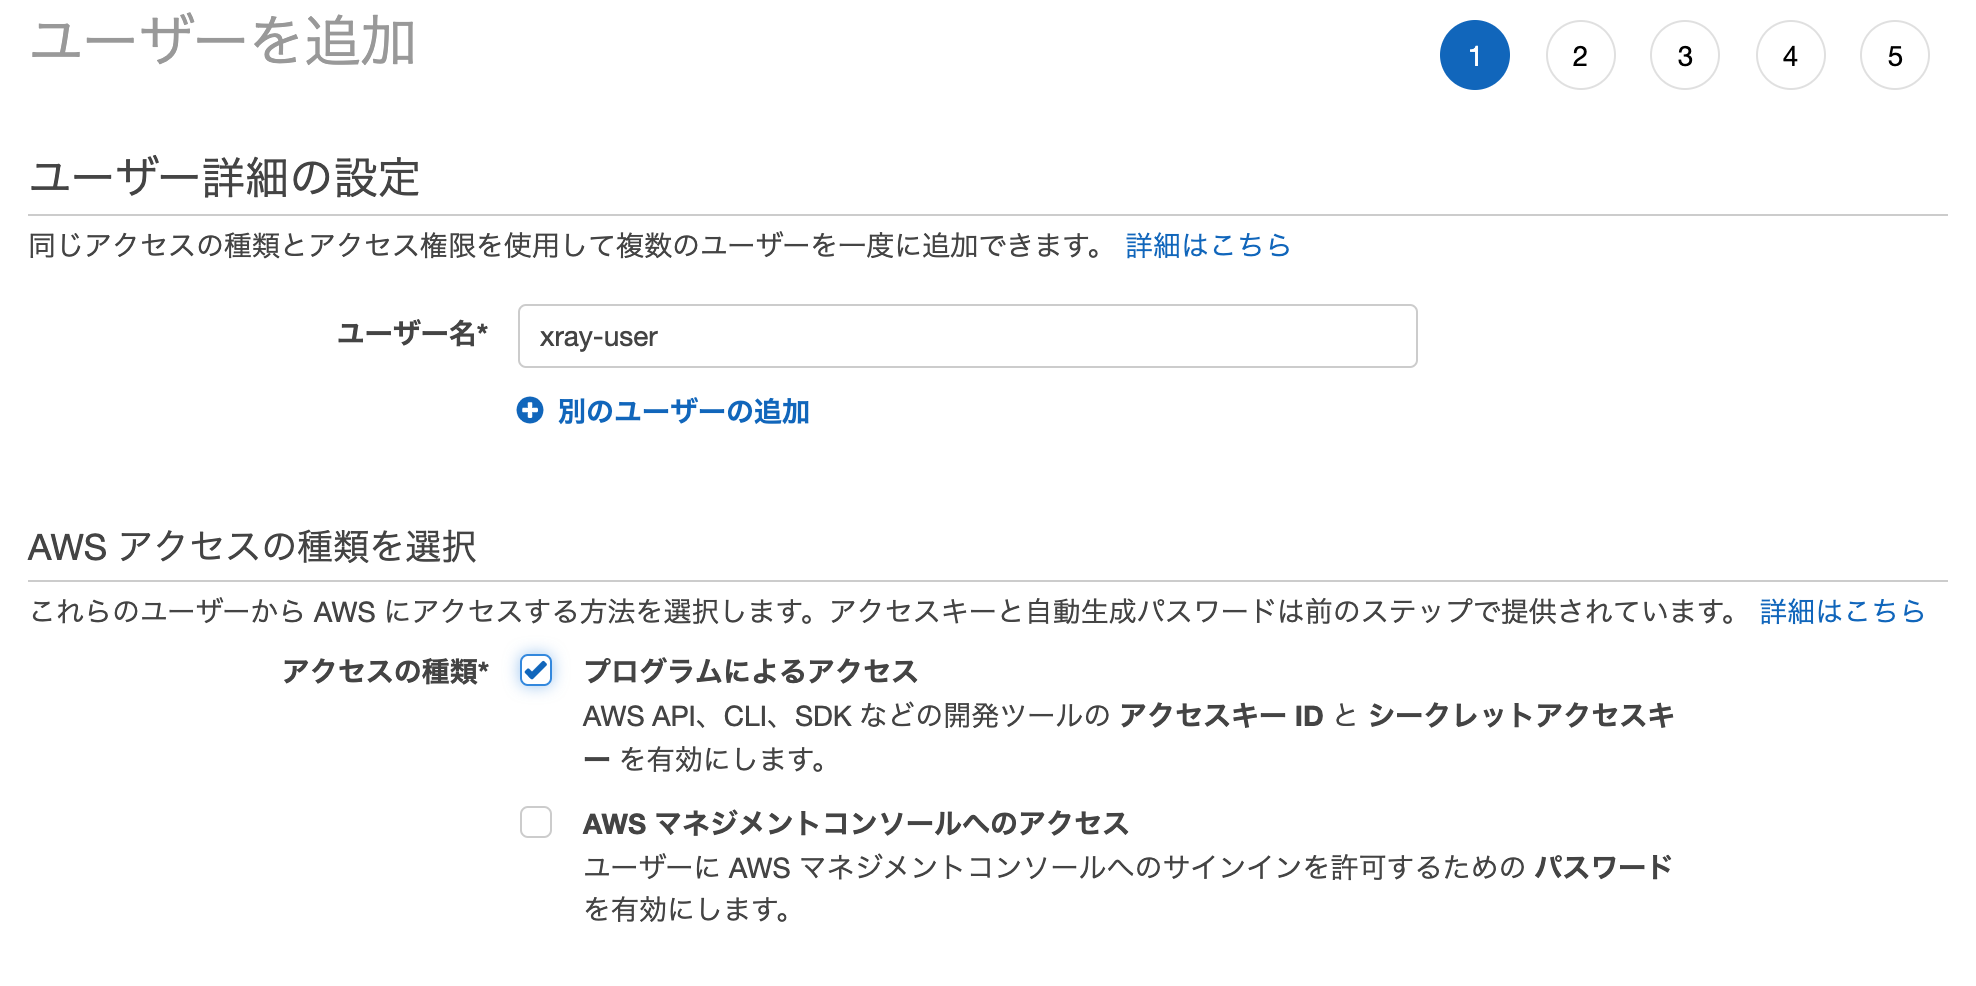 ユーザーを追加
1 2 3 4 5
ユーザー詳細の設定
同じアクセスの種類とアクセス権限を使用して複数のユーザーを一度に追加できます。 詳細はこちら
ユーザー名* xray-user
別のユーザーの追加
AWS アクセスの種類を選択
これらのユーザーから AWS にアクセスする方法を選択します。アクセスキーと自動生成パスワードは前のステップで提供されています。 詳細はこちら
アクセスの種類* プログラムによるアクセス
AWS API、CLI、SDK などの開発ツールの アクセスキー ID と シークレットアクセスキ
ー を有効にします。
AWS マネジメントコンソールへのアクセス
ユーザーに AWS マネジメントコンソールへのサインインを許可するための パスワード
を有効にします。